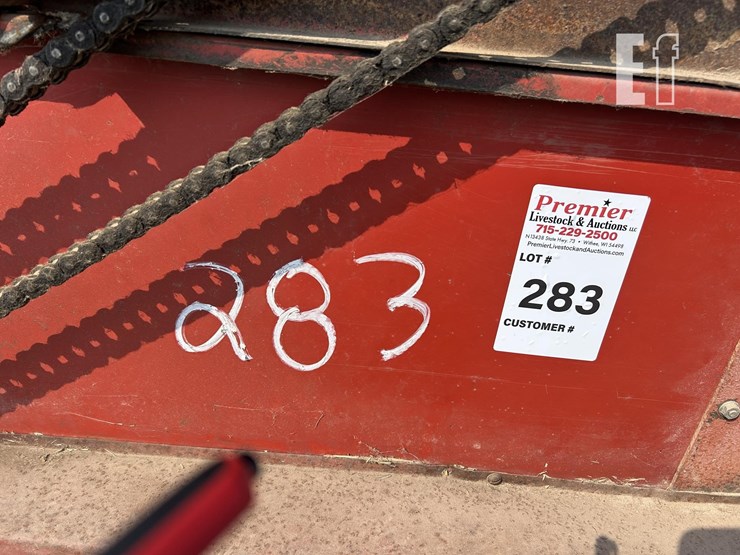 Ef
283
Premier
Livestock & Auctions LLC
715-229-2500
N13438 State Hwy. 73 • Withee, WI 54498
PremierLivestockandAuctions.com
LOT #
283
CUSTOMER #